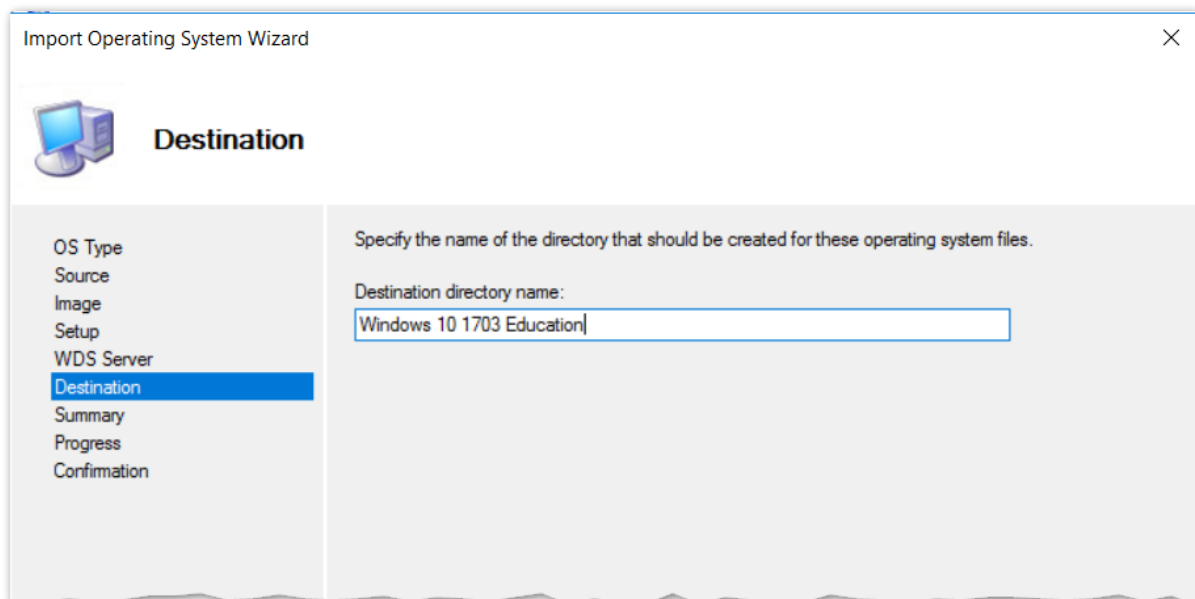 Import Operating System Wizard
Destination
OS Type
Source
Image
Setup
WDS Server
Destination
Summary
Progress
Confirmation
Specify the name of the directory that should be created for these operating system files.
Destination directory name:
Windows 10 1703 Education